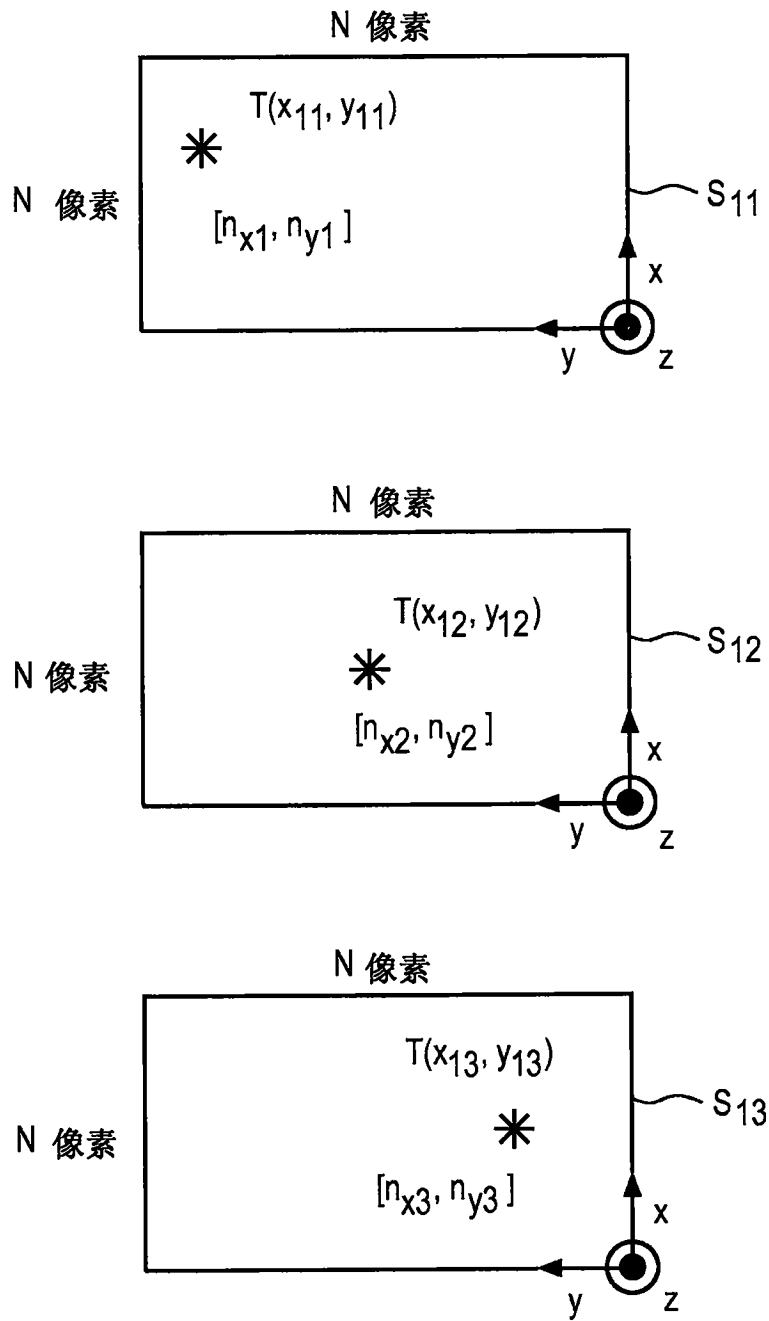 N 像素
T(x11, y11)
N 像素
[nx1, ny1]
S11
x
y
z
N 像素
T(x12, y12)
S12
N 像素
[nx2, ny2]
x
y
z
N 像素
T(x13, y13)
S13
N 像素
[nx3, ny3]
x
y
z